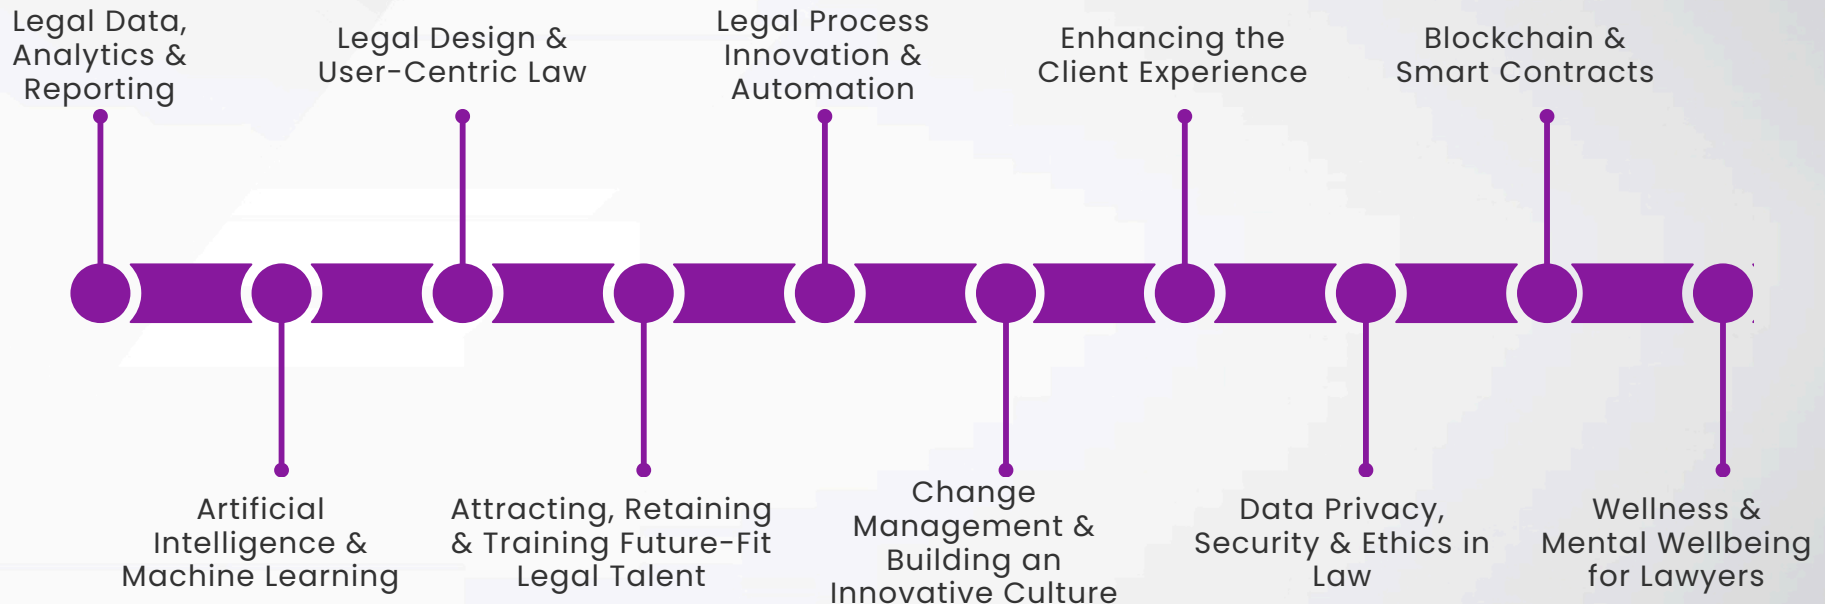 Legal Data,
Analytics &
Reporting
Legal Design &
User-Centric Law
Legal Process
Innovation &
Automation
Enhancing the
Client Experience
Blockchain &
Smart Contracts
Artificial
Intelligence &
Machine Learning
Attracting, Retaining
& Training Future-Fit
Legal Talent
Change
Management &
Building an
Innovative Culture
Data Privacy,
Security & Ethics in
Law
Wellness &
Mental Wellbeing
for Lawyers